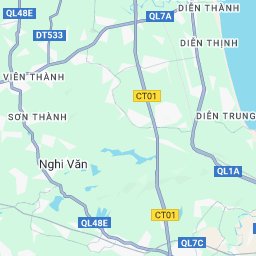 DIỄN THÀNH
QL48E
QL7A
DT533
DIỄN THỊNH
VIÊN THÀNH
CT01
SƠN THÀNH
DIỄN TRUNG
Nghi Văn
QL1A
CT01
QL48E
QL7C